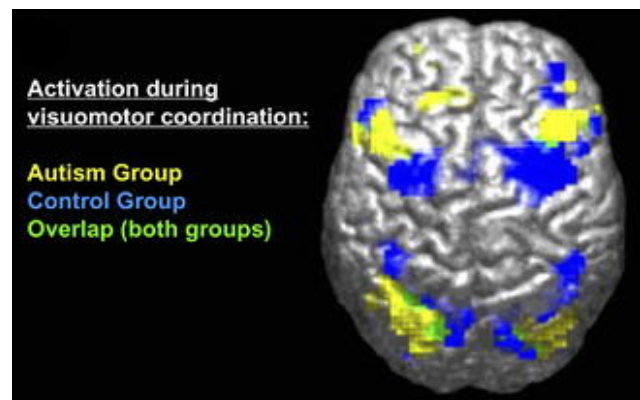 Activation during
visuomotor coordination:
Autism Group
Control Group
Overlap (both groups)